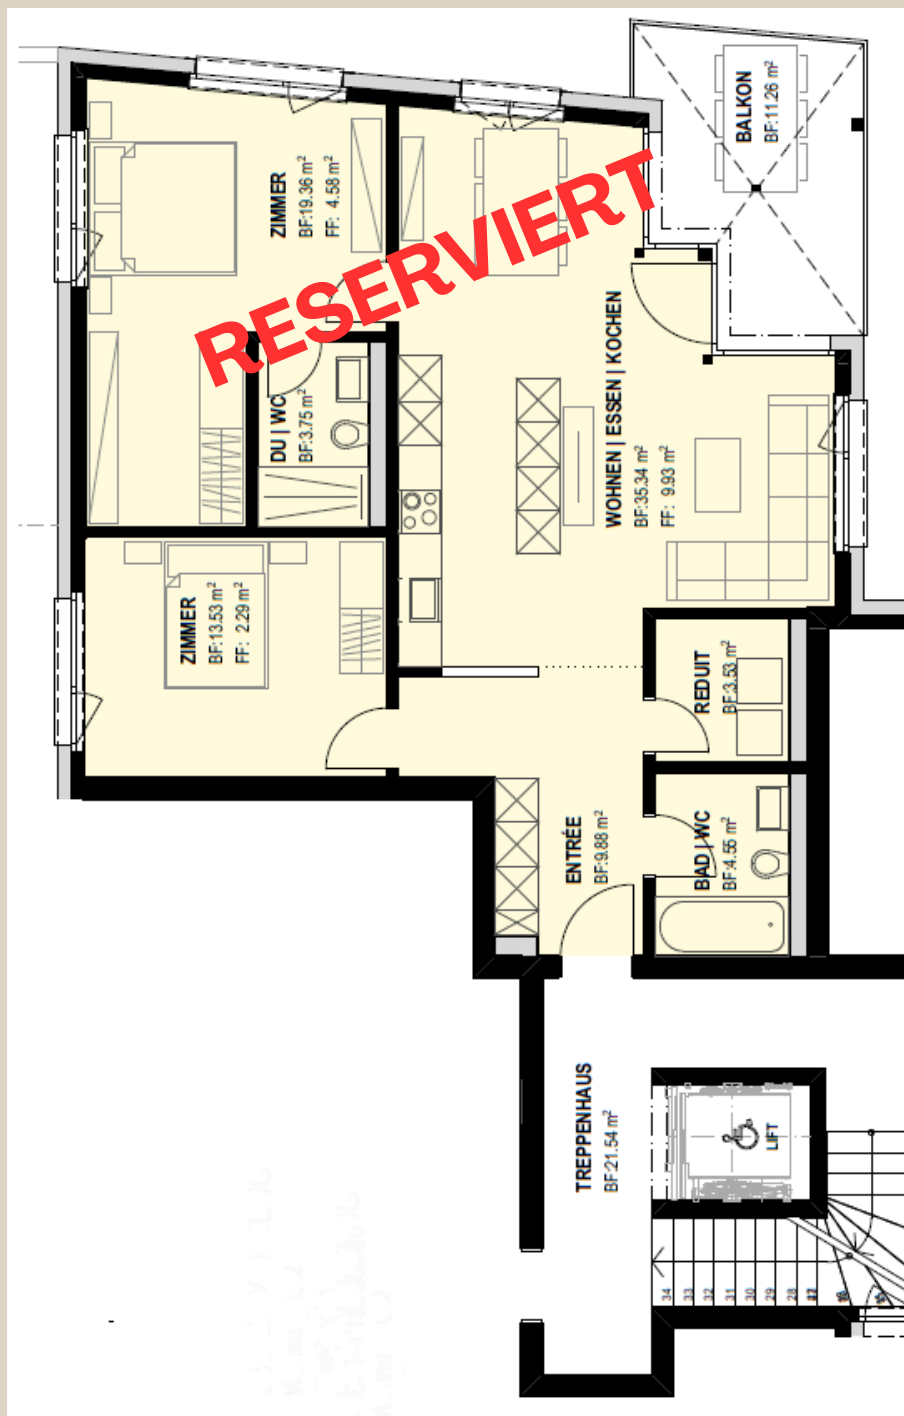 RESERVIERT
ZIMMER
BF:19.36 m²
FF: 4.58 m²
BALKON
BF:11.26 m²
DU | WC
BF:3.75 m²
WOHNEN | ESSEN | KOCHEN
BF:35.34 m²
FF: 9.93 m²
ZIMMER
BF:13.53 m²
FF: 2.29 m²
REDUIT
BF:3.53 m²
ENTRÉE
BF:9.88 m²
BAD | WC
BF:4.55 m²
TREPPENHAUS
BF:21.54 m²
LIFT
34 33 32 31 30 29 28